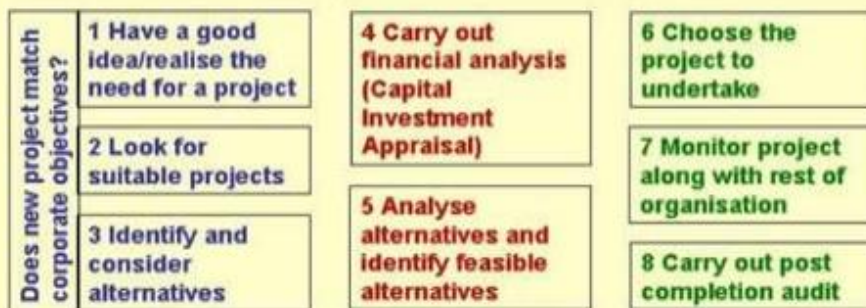 Does new project match
corporate objectives?
1 Have a good
idea/realise the
need for a project
2 Look for
suitable projects
3 Identify and
consider
alternatives
4 Carry out
financial analysis
(Capital
Investment
Appraisal)
5 Analyse
alternatives and
identify feasible
alternatives
6 Choose the
project to
undertake
7 Monitor project
along with rest of
organisation
8 Carry out post
completion audit